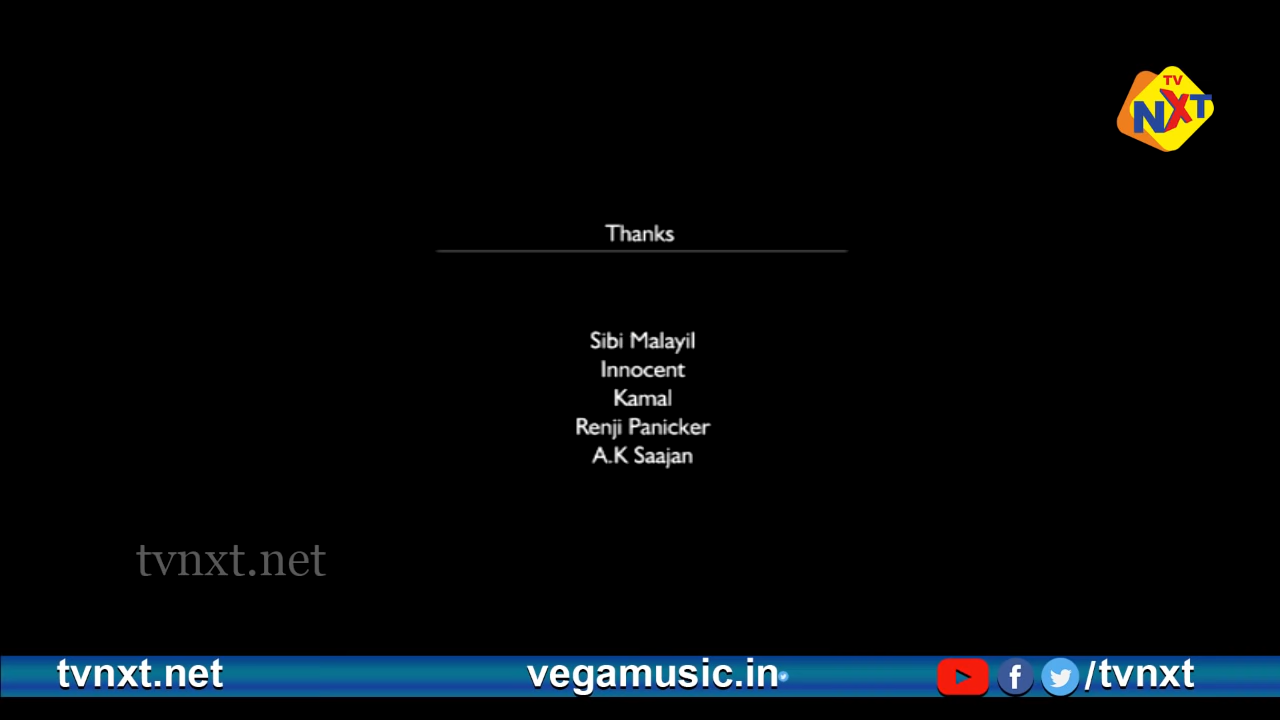 TV
NXT
Thanks
Sibi Malayil
Innocent
Kamal
Renji Panicker
A.K Saajan
tvnxt.net
tvnxt.net
vegamusic.in
f
/tvnxt